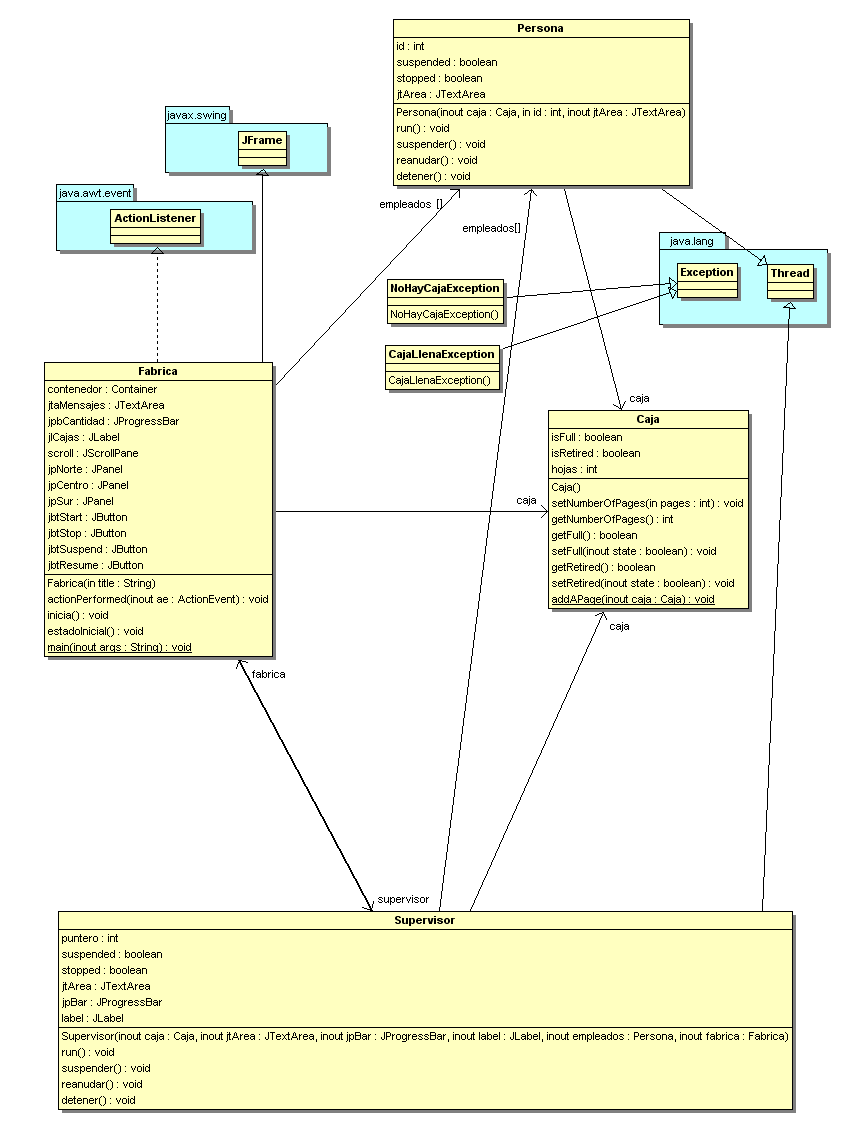 Persona
id : int
suspended : boolean
stopped : boolean
jtArea : JTextArea
Persona(inout caja : Caja, in id : int, inout jtArea : JTextArea)
run() : void
suspender() : void
reanudar() : void
detener() : void
javax.swing
JFrame
java.awt.event
ActionListener
empleados []
empleados[]
java.lang
Exception
Thread
NoHayCajaException
NoHayCajaException()
CajaLlenaException
CajaLlenaException()
Fabrica
contenedor : Container
jtaMensajes : JTextArea
jpbCantidad : JProgressBar
jlCajas : JLabel
scroll : JScrollPane
jpNorte : JPanel
jpCentro : JPanel
jpSur : JPanel
jbtStart : JButton
jbtStop : JButton
jbtSuspend : JButton
jbtResume : JButton
Fabrica(in title : String)
actionPerformed(inout ae : ActionEvent) : void
inicia() : void
estadoInicial() : void
main(inout args : String) : void
caja
caja
Caja
isFull : boolean
isRetired : boolean
hojas : int
Caja()
setNumberOfPages(in pages : int) : void
getNumberOfPages() : int
getFull() : boolean
setFull(inout state : boolean) : void
getRetired() : boolean
setRetired(inout state : boolean) : void
addAPage(inout caja : Caja) : void
caja
fabrica
supervisor
Supervisor
puntero : int
suspended : boolean
stopped : boolean
jtArea : JTextArea
jpBar : JProgressBar
label : JLabel
Supervisor(inout caja : Caja, inout jtArea : JTextArea, inout jpBar : JProgressBar, inout label : JLabel, inout empleados : Persona, inout fabrica : Fabrica)
run() : void
suspender() : void
reanudar() : void
detener() : void